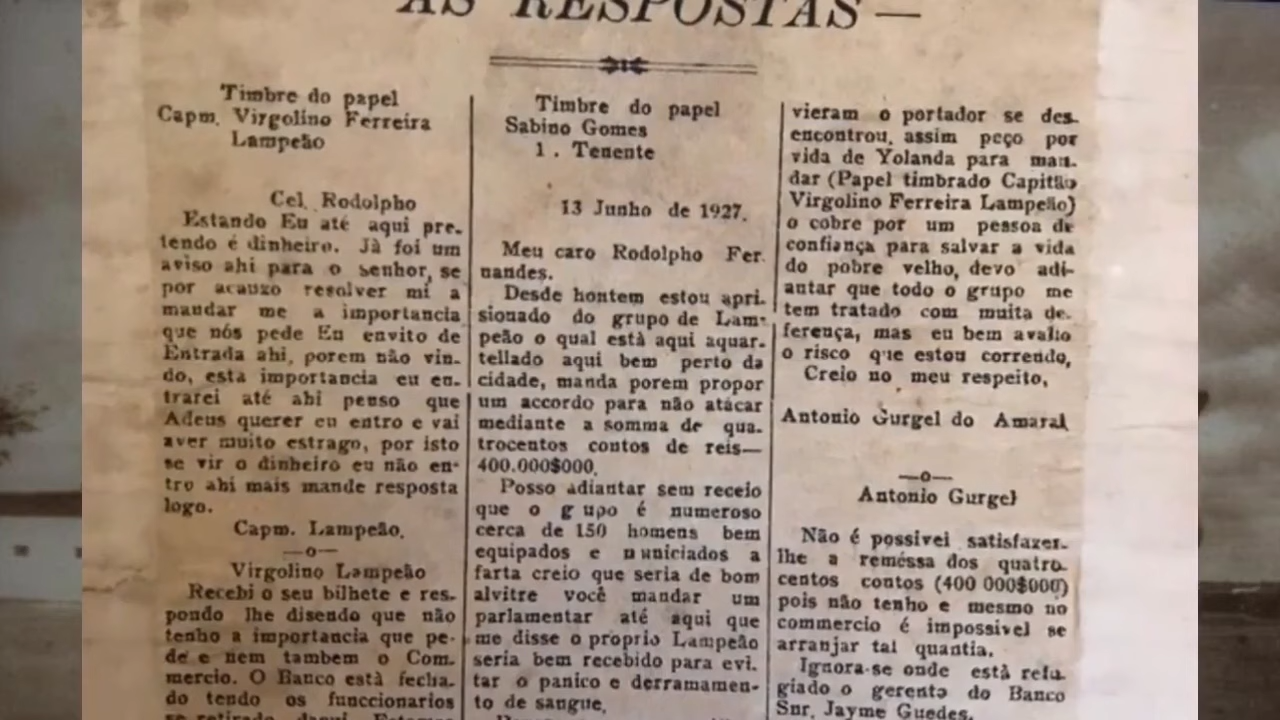 AS RESPOSTAS —
Timbre do papel
Capm. Virgolino Ferreira
Lampeão
Cel. Rodolpho
Estando Eu até aqui pre-
tendo é dinheiro. Já foi um
aviso ahi para o senhor, se
por acauzo resolver mi a
mandar me a importancia
que nós pede Eu envito de
Entrada ahi, porem não vin-
do, esta importancia eu en-
trarei até ahi penso que
Adeus querer eu entro e vai
aver muito estrago, por isto
se vir o dinheiro eu não en-
tro ahi mais mande resposta
logo.
Capm. Lampeão.
—o—
Virgolino Lampeão
Recebi o seu bilhete e res-
pondo lhe disendo que não
tenho a importancia que pe-
de e nem tambem o Com-
mercio. O Banco está fecha-
do tendo os funccionarios
se retirado daqui. Estamos
Timbre do papel
Sabino Gomes
1 . Tenente
13 Junho de 1927.
Meu caro Rodolpho Fer
nandes.
Desde hontem estou apri-
sionado do grupo de Lam-
peão o qual está aqui aquar-
tellado aqui bem perto da
cidade, manda porem propor
um accordo para não atacar
mediante a somma de qua-
trocentos contos de reis—
400.000$000.
Posso adiantar sem receio
que o g upo é numeroso
cerca de 150 homens bem
equipados e municiados a
farta creio que seria de bom
alvitre você mandar um
parlamentar até aqui que
me disse o proprio Lampeão
seria bem recebido para evi-
tar o panico e derramamen-
to de sangue.
vieram o portador se des-
encontrou, assim peço por
vida de Yolanda para man-
dar (Papel timbrado Capitão
Virgolino Ferreira Lampeão)
o cobre por um pessoa de
confiança para salvar a vida
do pobre velho, devo adi-
antar que todo o grupo me
tem tratado com muita de-
ferença, mas eu bem avalio
o risco que estou correndo,
Creio no meu respeito,
Antonio Gurgel do Amaral
—o—
Antonio Gurgel
Não é possivel satisfazer-
lhe a reméssa dos quatro-
centos contos (400 000$000)
pois não tenho e mesmo no
commercio é impossivel se
arranjar tal quantia.
Ignora-se onde está refu-
giado o gerente do Banco
Snr. Jayme Guedes.